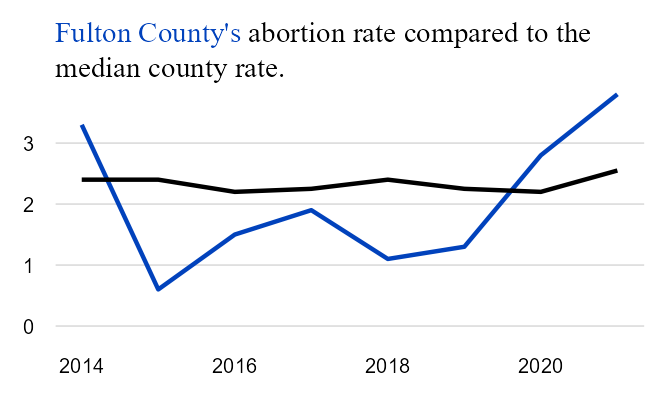 Fulton County's abortion rate compared to the
median county rate.
3
2
1
0
2014 2016 2018 2020